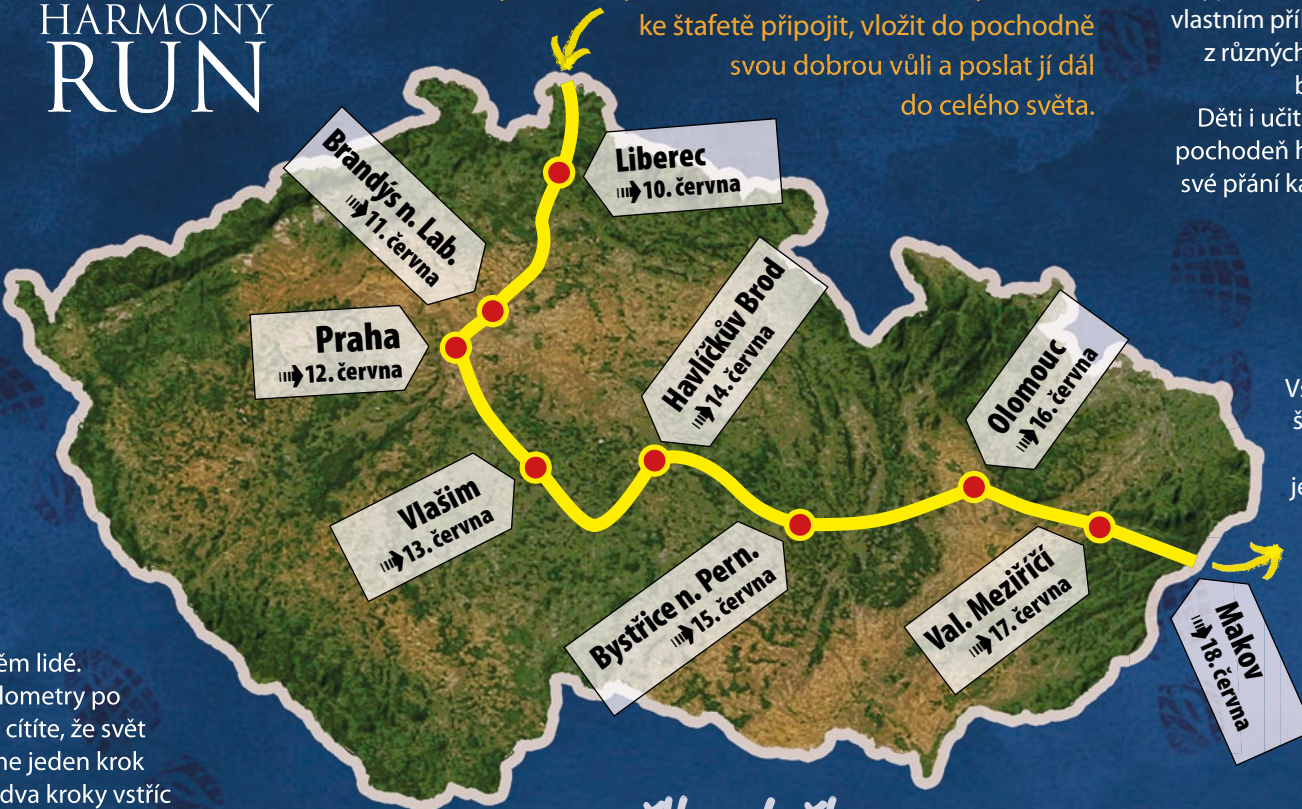 HARMONY
RUN
ke štafetě připojit, vložit do pochodně
svou dobrou vůli a poslat jí dál
do celého světa.
vlastním pří
z různých
b
Děti i učit
pochodeň h
své přání ka
Liberec
10. června
Brandýs n. Lab.
11. června
Praha
12. června
Havlíčkův Brod
14. června
Olomouc
16. června
Vlašim
13. června
Bystřice n. Pern.
15. června
Val. Meziříčí
17. června
Makov
18. června
Vš
š
je
ěm lidé.
lometry po
cítíte, že svět
ne jeden krok
dva kroky vstříc